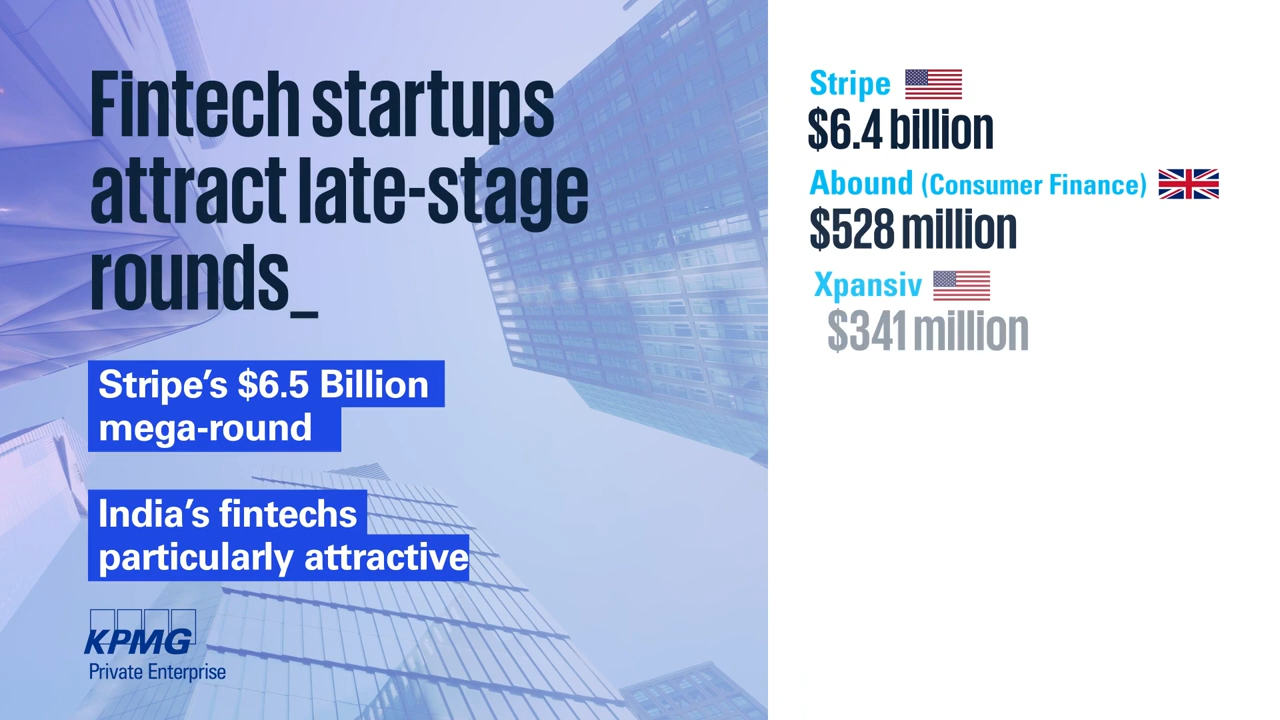 Fintech startups
attract late-stage
rounds_
Stripe's $6.5 Billion
mega-round
India's fintechs
particularly attractive
KPMG
Private Enterprise
Stripe
$6.4 billion
Abound (Consumer Finance)
$528 million
Xpansiv
$341 million